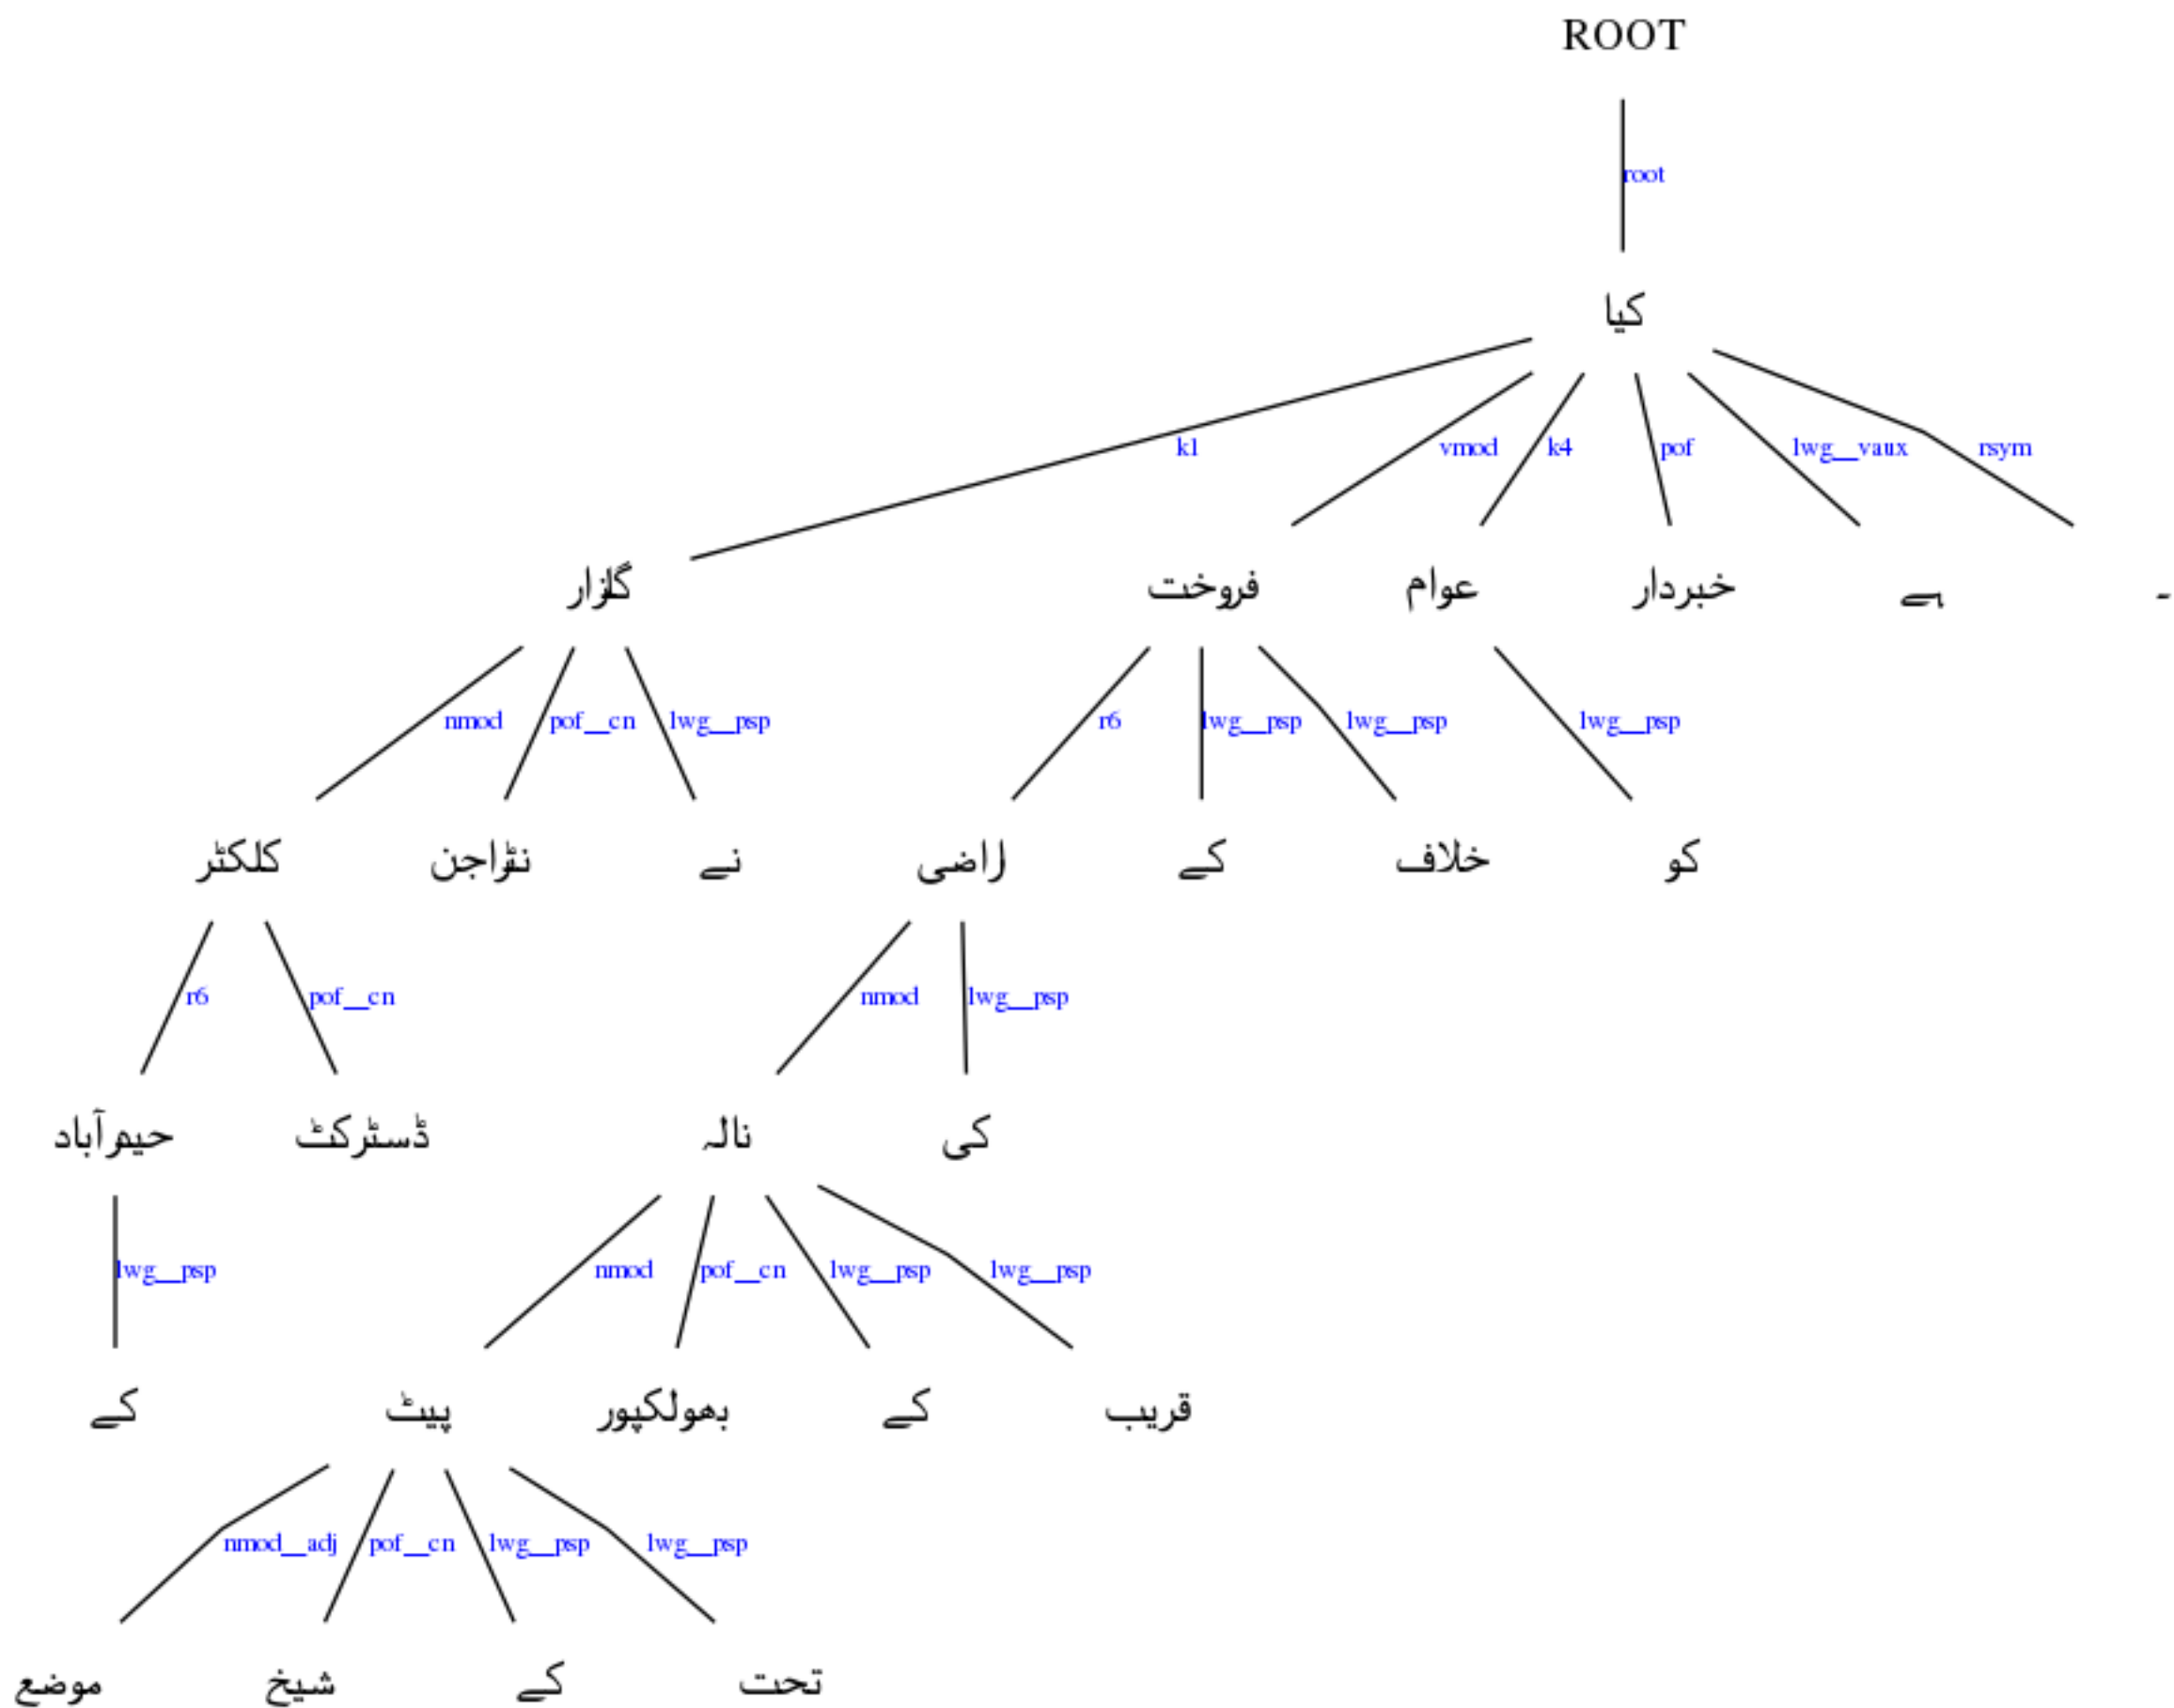 ROOT
root
کیا
k1 vmod k4 pof lwg__vaux rsym
گلزار فروخت عوام خبردار ہے ۔
nmod pof__cn lwg__psp r6 lwg__psp lwg__psp lwg__psp
کلکٹر نٹراجن نے اراضی کے خلاف کو
r6 pof__cn nmod lwg__psp
حیدرآباد ڈسٹرکٹ نالہ کی
lwg__psp nmod pof__cn lwg__psp lwg__psp
کے پیٹ بھولکپور کے قریب
nmod__adj pof__cn lwg__psp lwg__psp
موضع شیخ کے تحت